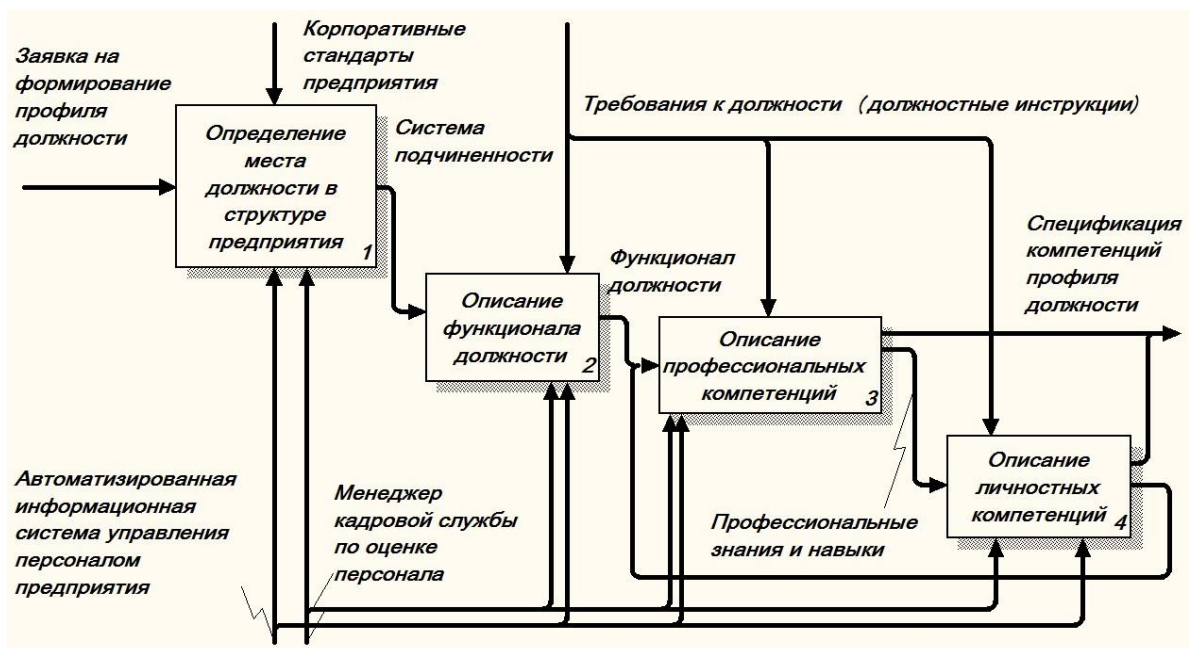 Корпоративные
стандарты
предприятия
Заявка на
формирование
профиля
должности
Требования к должности (должностные инструкции)
Определение
места
должности в
структуре
предприятия
1
Система
подчиненности
Спецификация
компетенций
профиля
должности
Функционал
должности
Описание
функционала
должности
2
Описание
профессиональных
компетенций
3
Описание
личностных
компетенций
4
Автоматизированная
информационная
система управления
персоналом
предприятия
Менеджер
кадровой службы
по оценке
персонала
Профессиональные
знания и навыки